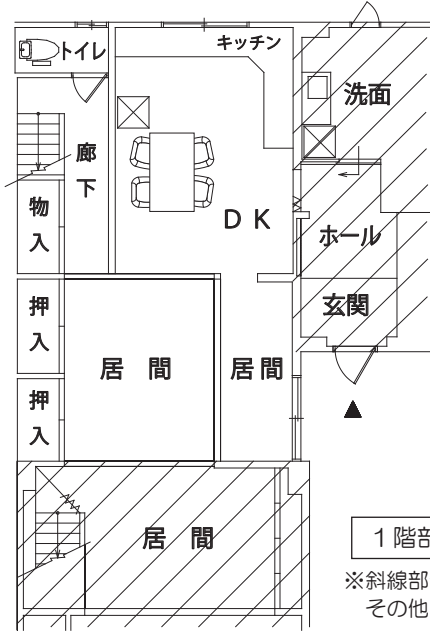 トイレ
キッチン
洗面
廊下
物入
DK
ホール
玄関
押入
居間
居間
押入
居間
1階部
※斜線部
その他